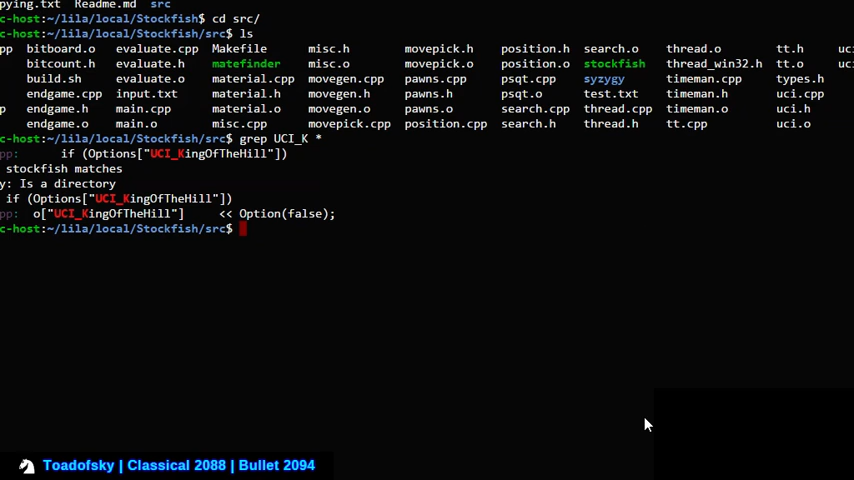 pying.txt  Readme.md  src
c-host:~/lila/local/Stockfish$ cd src/
c-host:~/lila/local/Stockfish/src$ ls
pp  bitboard.o  evaluate.cpp  Makefile  misc.h  movepick.h  position.h  search.o  thread.o  tt.h  uci
bitcount.h  evaluate.h  matefinder  misc.o  movepick.o  position.o  stockfish  thread_win32.h  tt.o  uci
build.sh  evaluate.o  material.cpp  movegen.cpp  pawns.cpp  psqt.cpp  syzygy  timeman.cpp  types.h
endgame.cpp  input.txt  material.h  movegen.h  pawns.h  psqt.o  test.txt  timeman.h  uci.cpp
p  endgame.h  main.cpp  material.o  movegen.o  pawns.o  search.cpp  thread.cpp  timeman.o  uci.h
endgame.o  main.o  misc.cpp  movepick.cpp  position.cpp  search.h  thread.h  tt.cpp  uci.o
c-host:~/lila/local/Stockfish/src$ grep UCI_K *
pp:       if (Options["UCI_KingOfTheHill"])
stockfish matches
y: Is a directory
if (Options["UCI_KingOfTheHill"])
pp:  o["UCI_KingOfTheHill"]      << Option(false);
c-host:~/lila/local/Stockfish/src$
Toadofsky | Classical 2088 | Bullet 2094